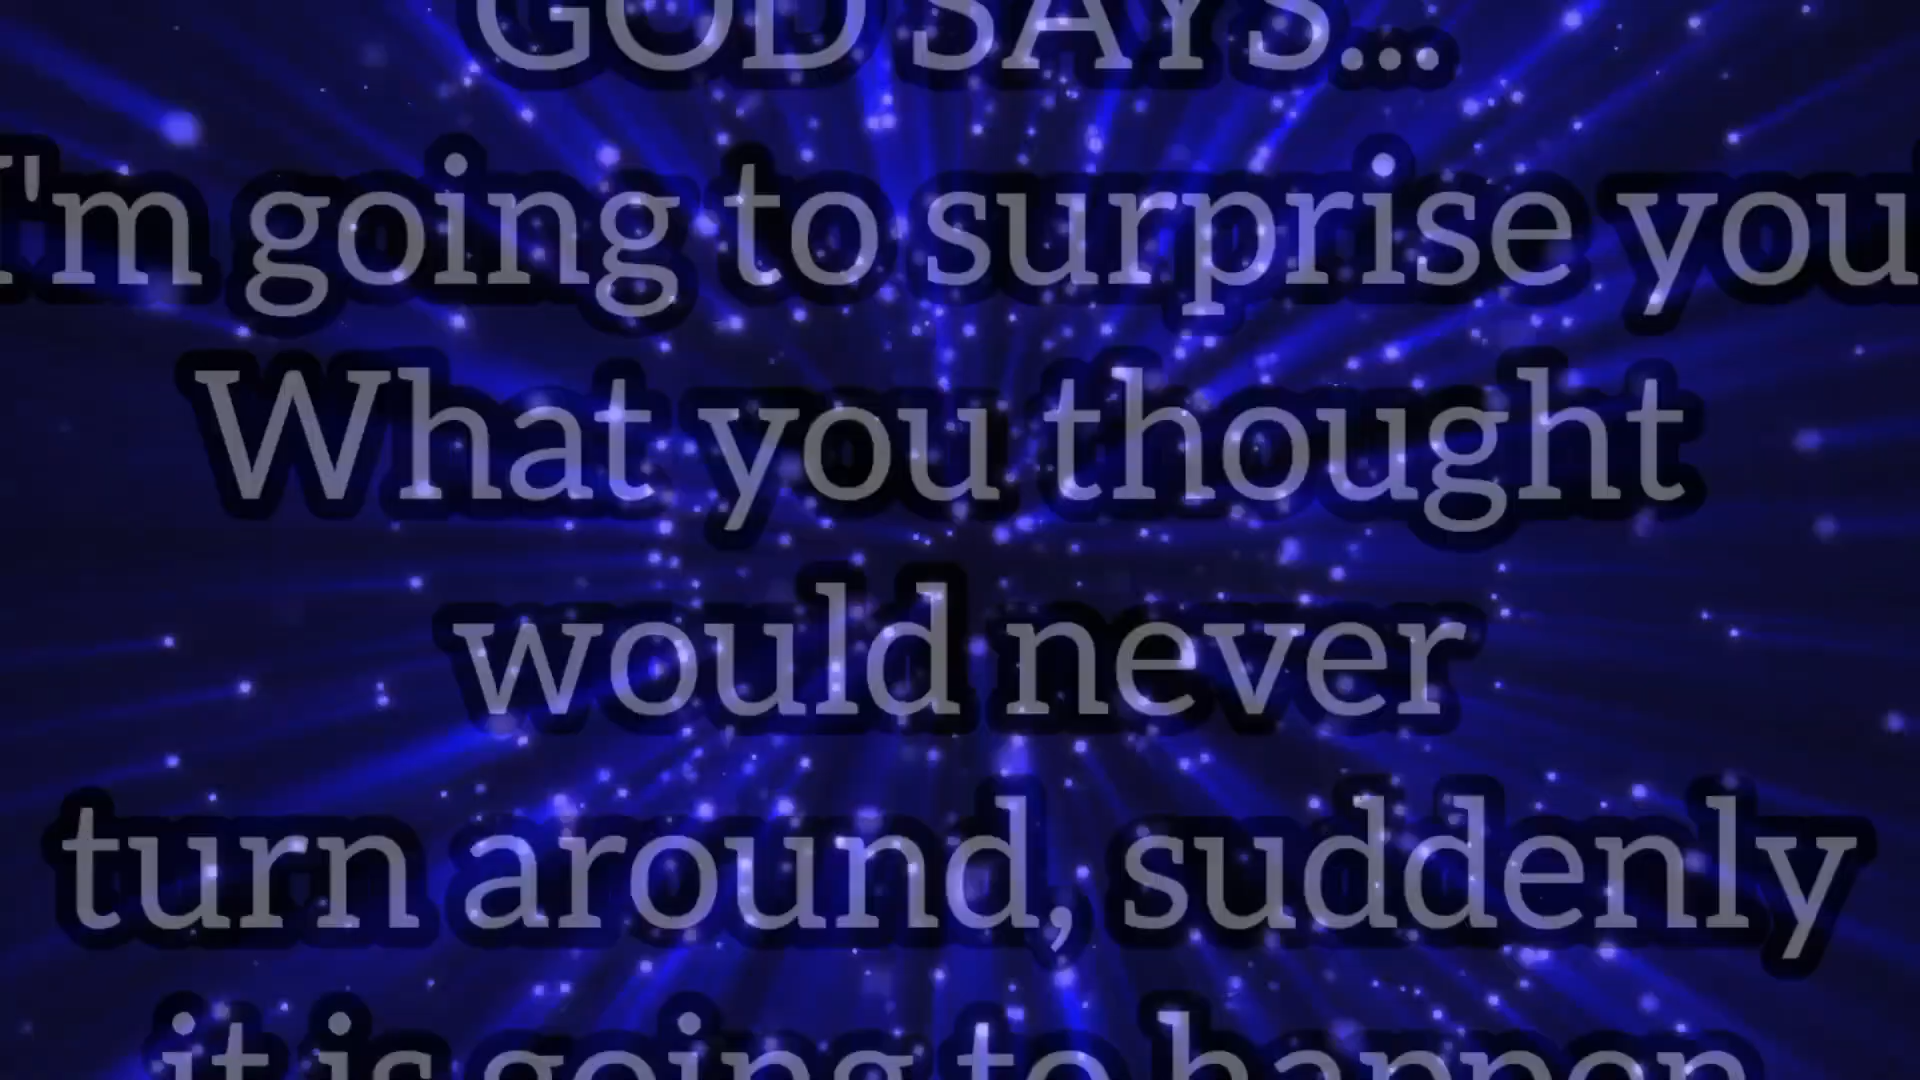 GOD SAYS...
I'm going to surprise you
What you thought
would never
turn around, suddenly
it is going to happen